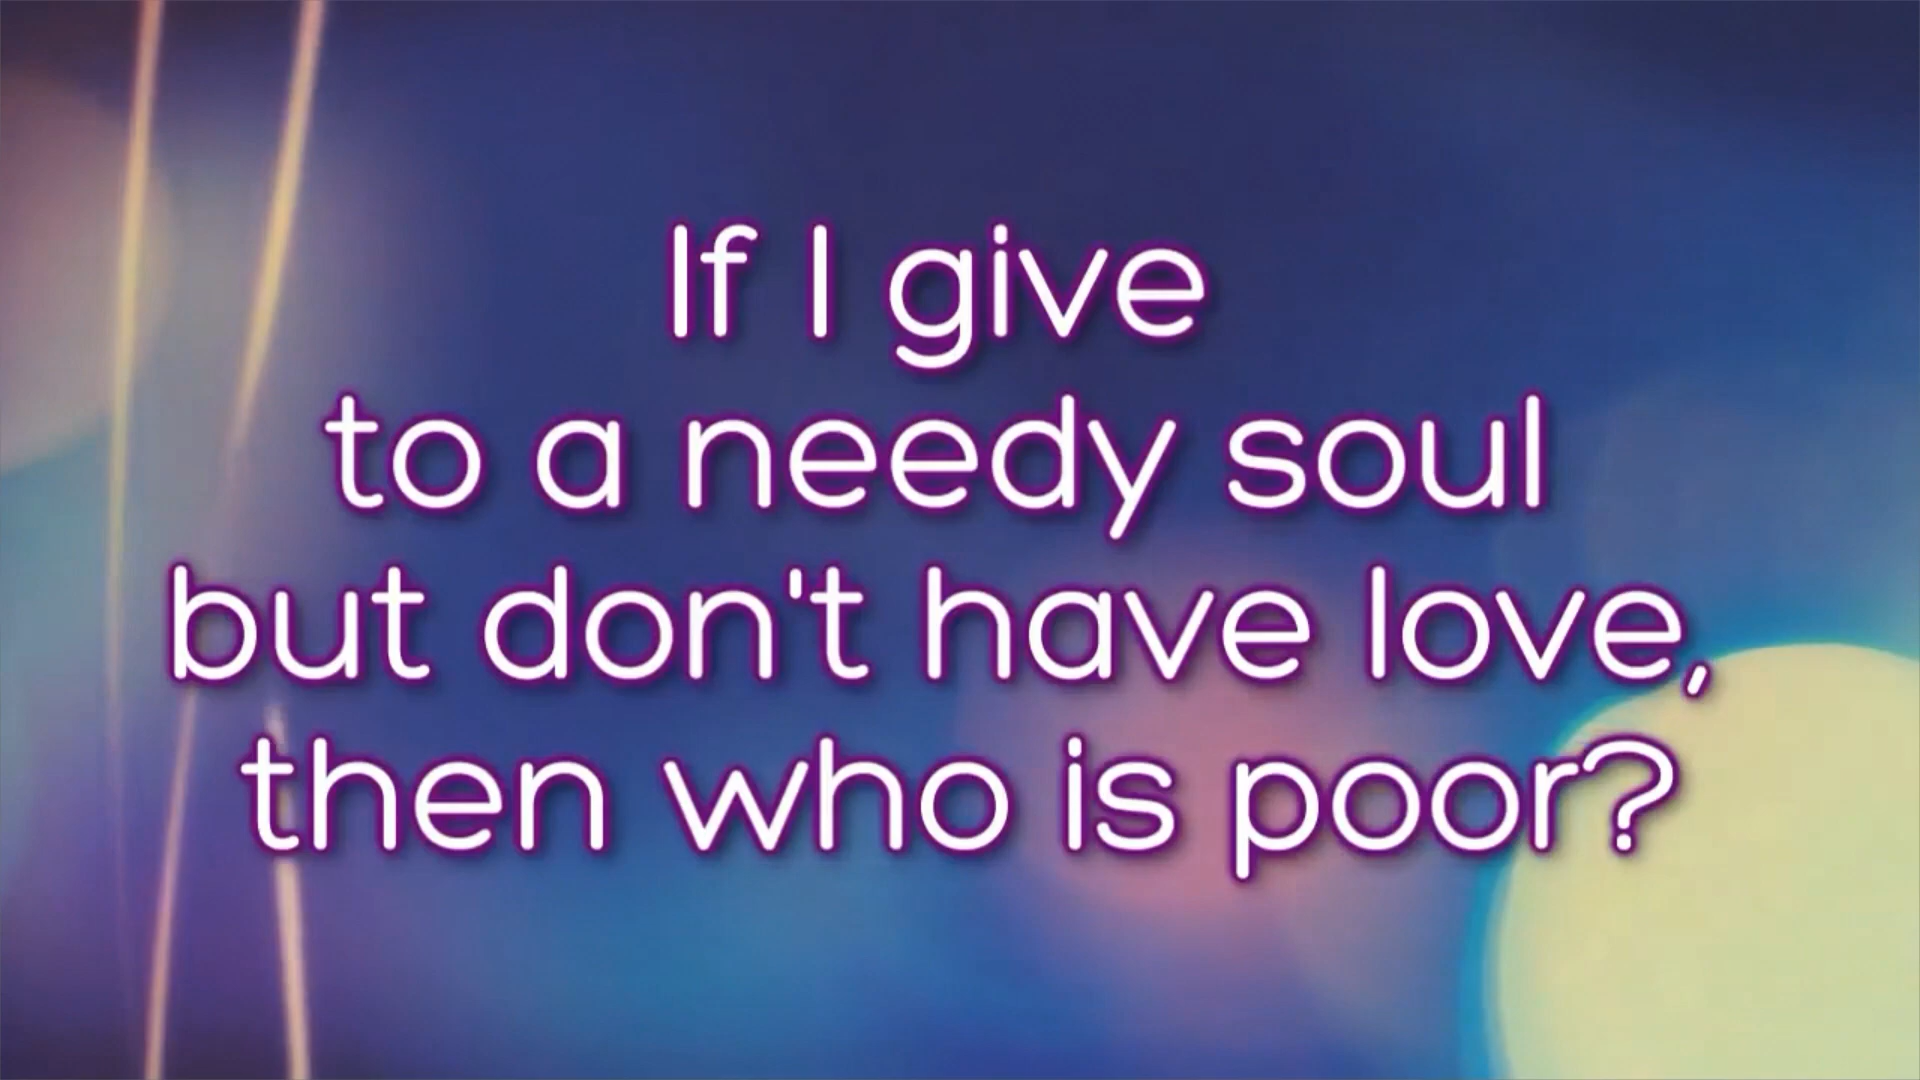 If I give
to a needy soul
but don't have love,
then who is poor?